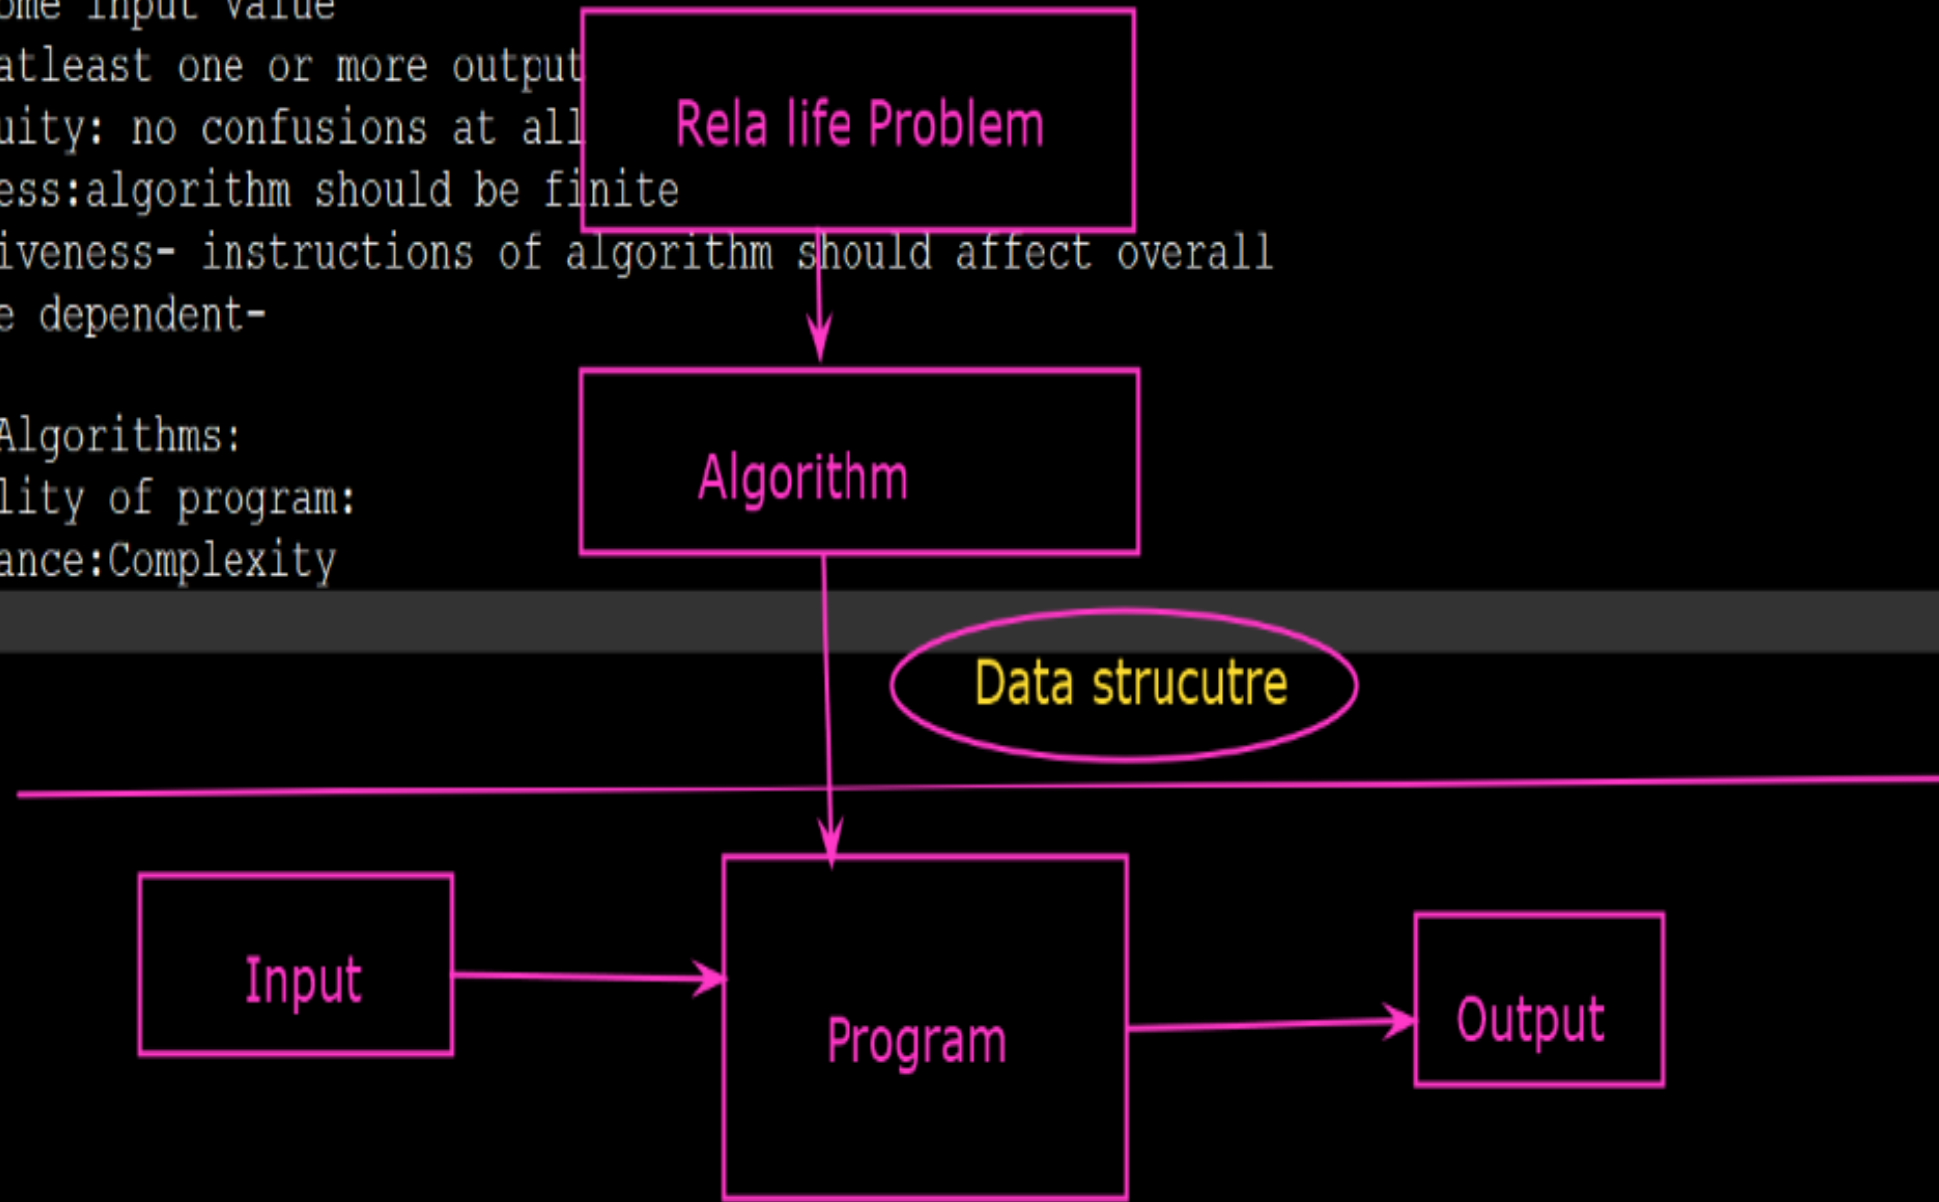 ome input value
atleast one or more output
uity: no confusions at all
ess:algorithm should be finite
iveness- instructions of algorithm should affect overall
e dependent-
Algorithms:
lity of program:
ance:Complexity
Rela life Problem
Algorithm
Data strucutre
Input
Program
Output